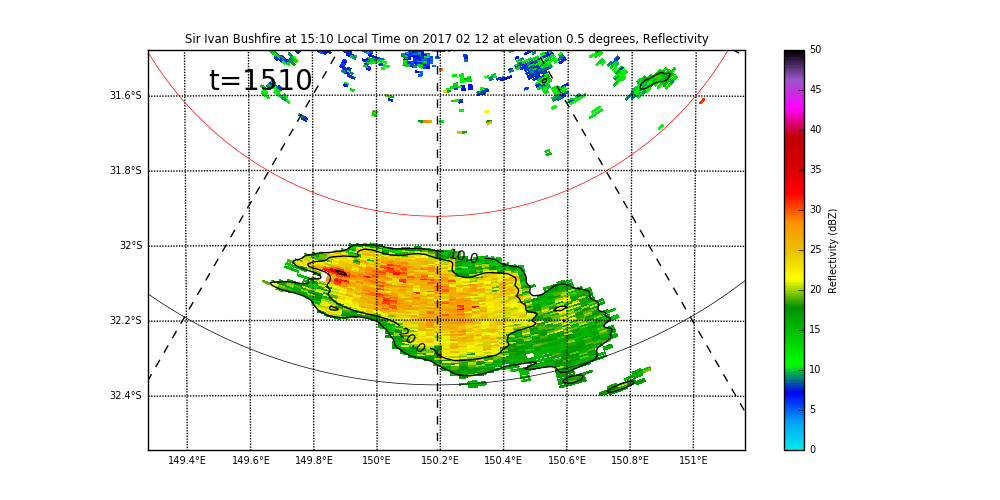 Sir Ivan Bushfire at 15:10 Local Time on 2017 02 12 at elevation 0.5 degrees, Reflectivity
t=1510
31.6°S
31.8°S
32°S
32.2°S
32.4°S
10.0
20.0
149.4°E 149.6°E 149.8°E 150°E 150.2°E 150.4°E 150.6°E 150.8°E 151°E
50
45
40
35
30
25
20
15
10
5
0
Reflectivity (dBZ)